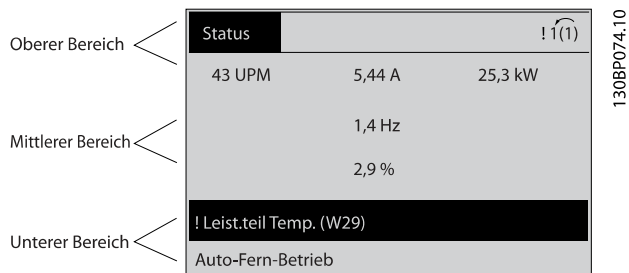 Oberer Bereich
Status
! 1(1)
43 UPM 5,44 A 25,3 kW
Mittlerer Bereich
1,4 Hz
2,9 %
Unterer Bereich
! Leist.teil Temp. (W29)
Auto-Fern-Betrieb
130BP074.10